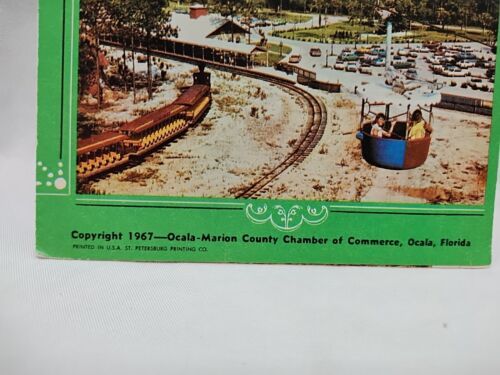 Copyright 1967—Ocala-Marion County Chamber of Commerce, Ocala, Florida
PRINTED IN U.S.A. ST. PETERSBURG PRINTING CO.